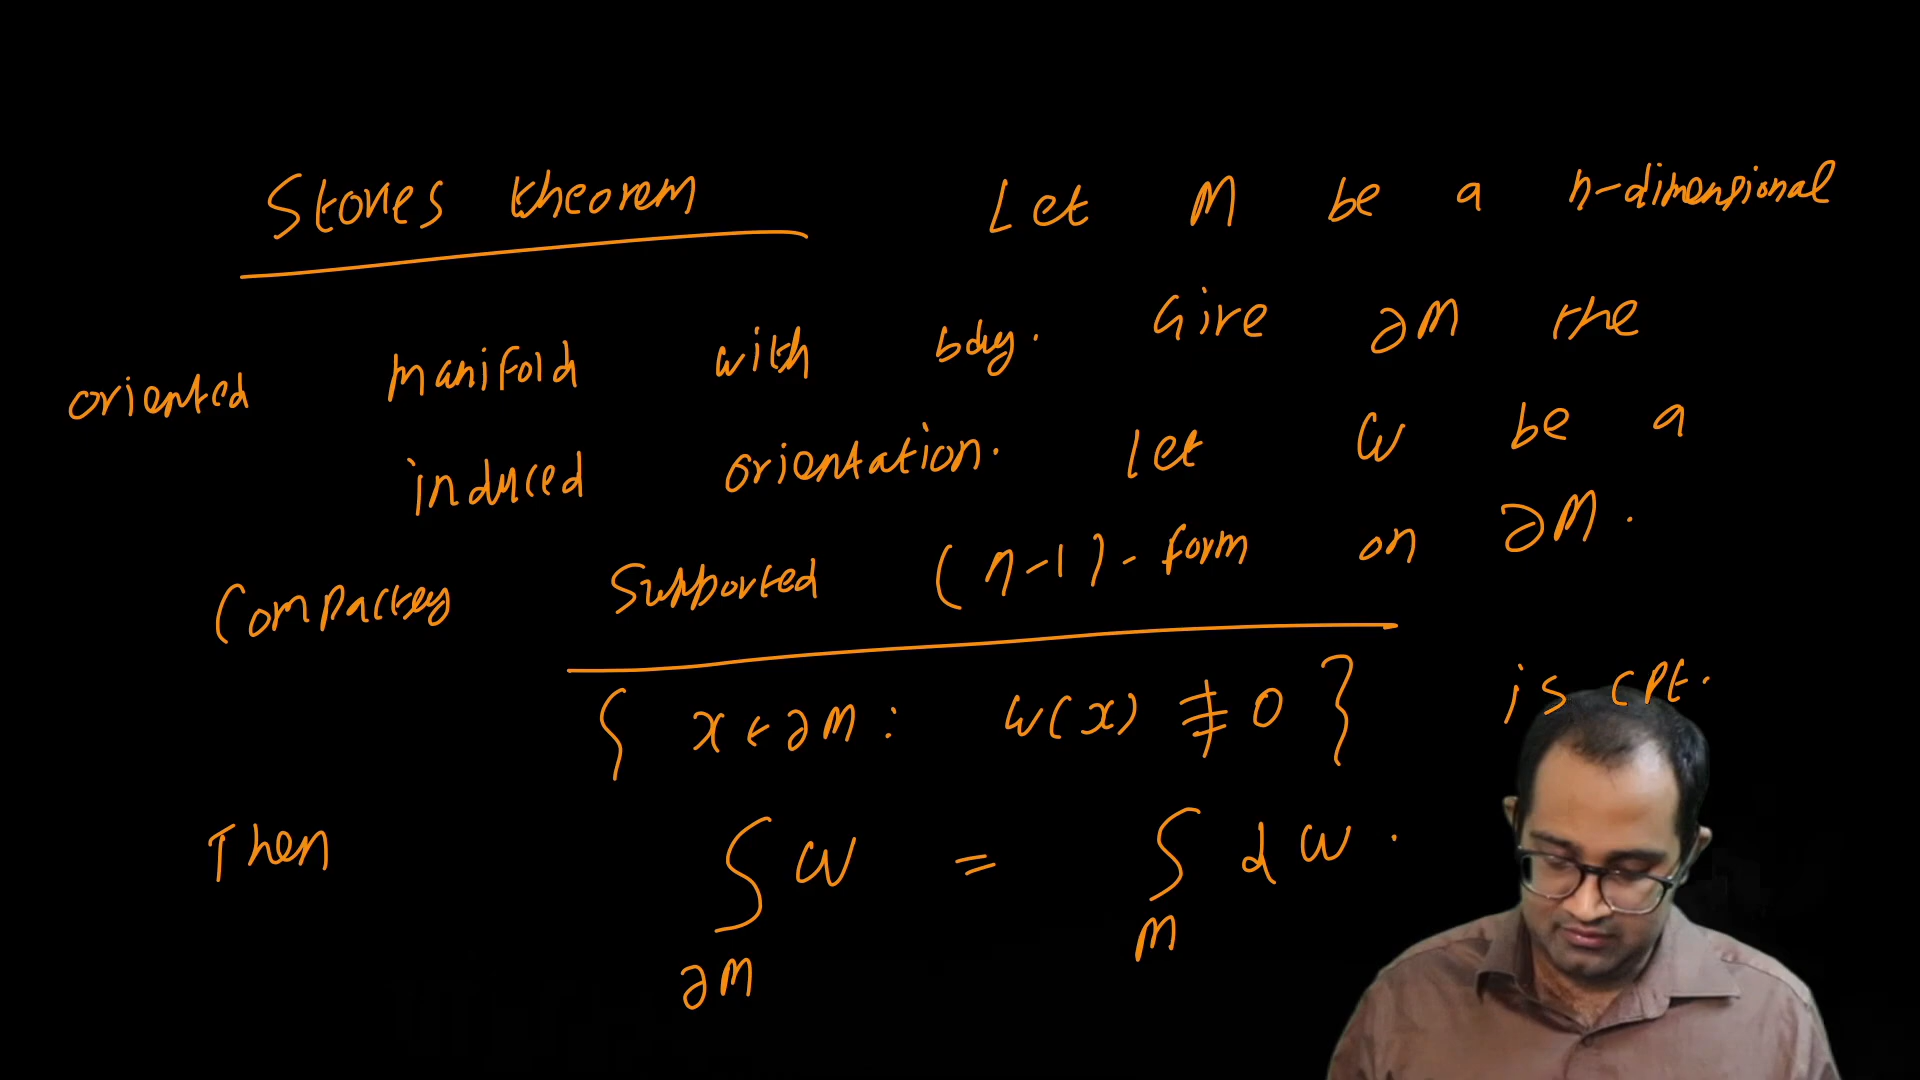 Stokes theorem Let M be a n-dimensional
oriented manifold with bdy. Give ∂M the
induced orientation. Let ω be a
compactly supported (n-1)-form on ∂M.
{ x ∈ ∂M : ω(x) ≢ 0 } is cpt.
Then ∫_{∂M} ω = ∫_M dω.